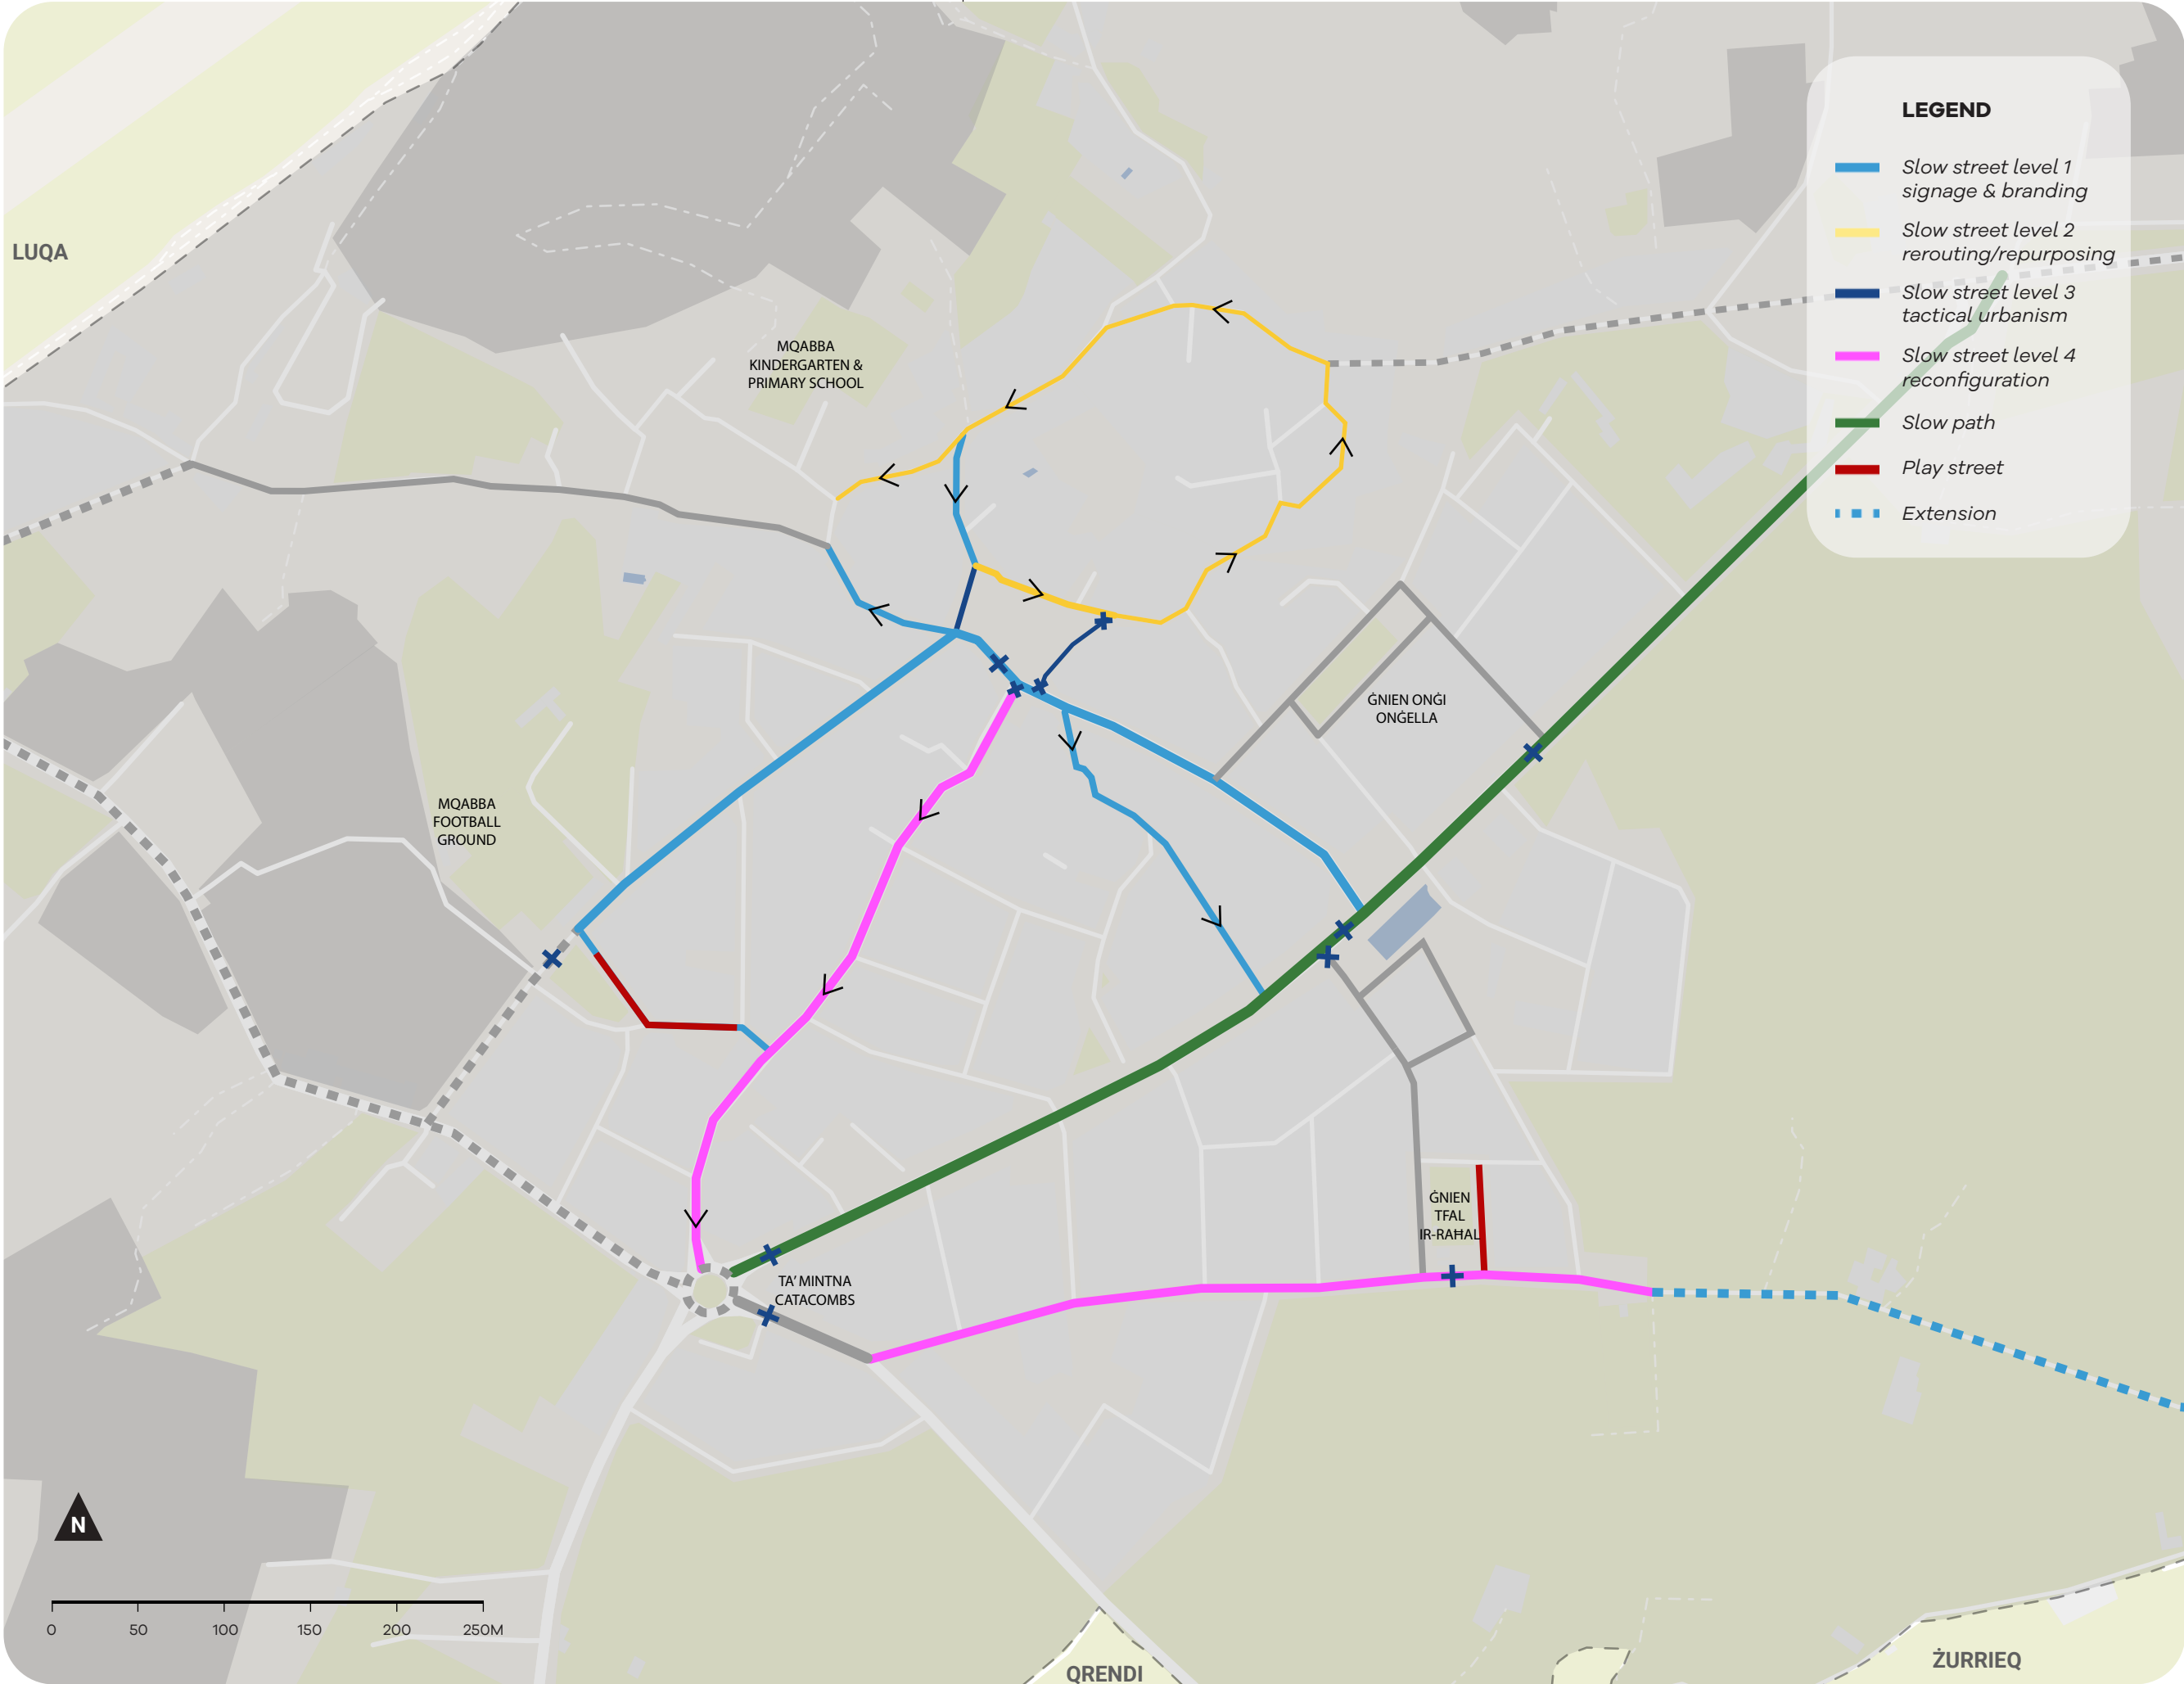 LEGEND
Slow street level 1
signage & branding
Slow street level 2
rerouting/repurposing
Slow street level 3
tactical urbanism
Slow street level 4
reconfiguration
Slow path
Play street
Extension
LUQA
MQABBA
KINDERGARTEN &
PRIMARY SCHOOL
ĠNIEN ONĠI
ONĠELLA
MQABBA
FOOTBALL
GROUND
ĠNIEN
TFAL
IR-RAĦAL
TA' MINTNA
CATACOMBS
N
0 50 100 150 200 250M
QRENDI
ŻURRIEQ